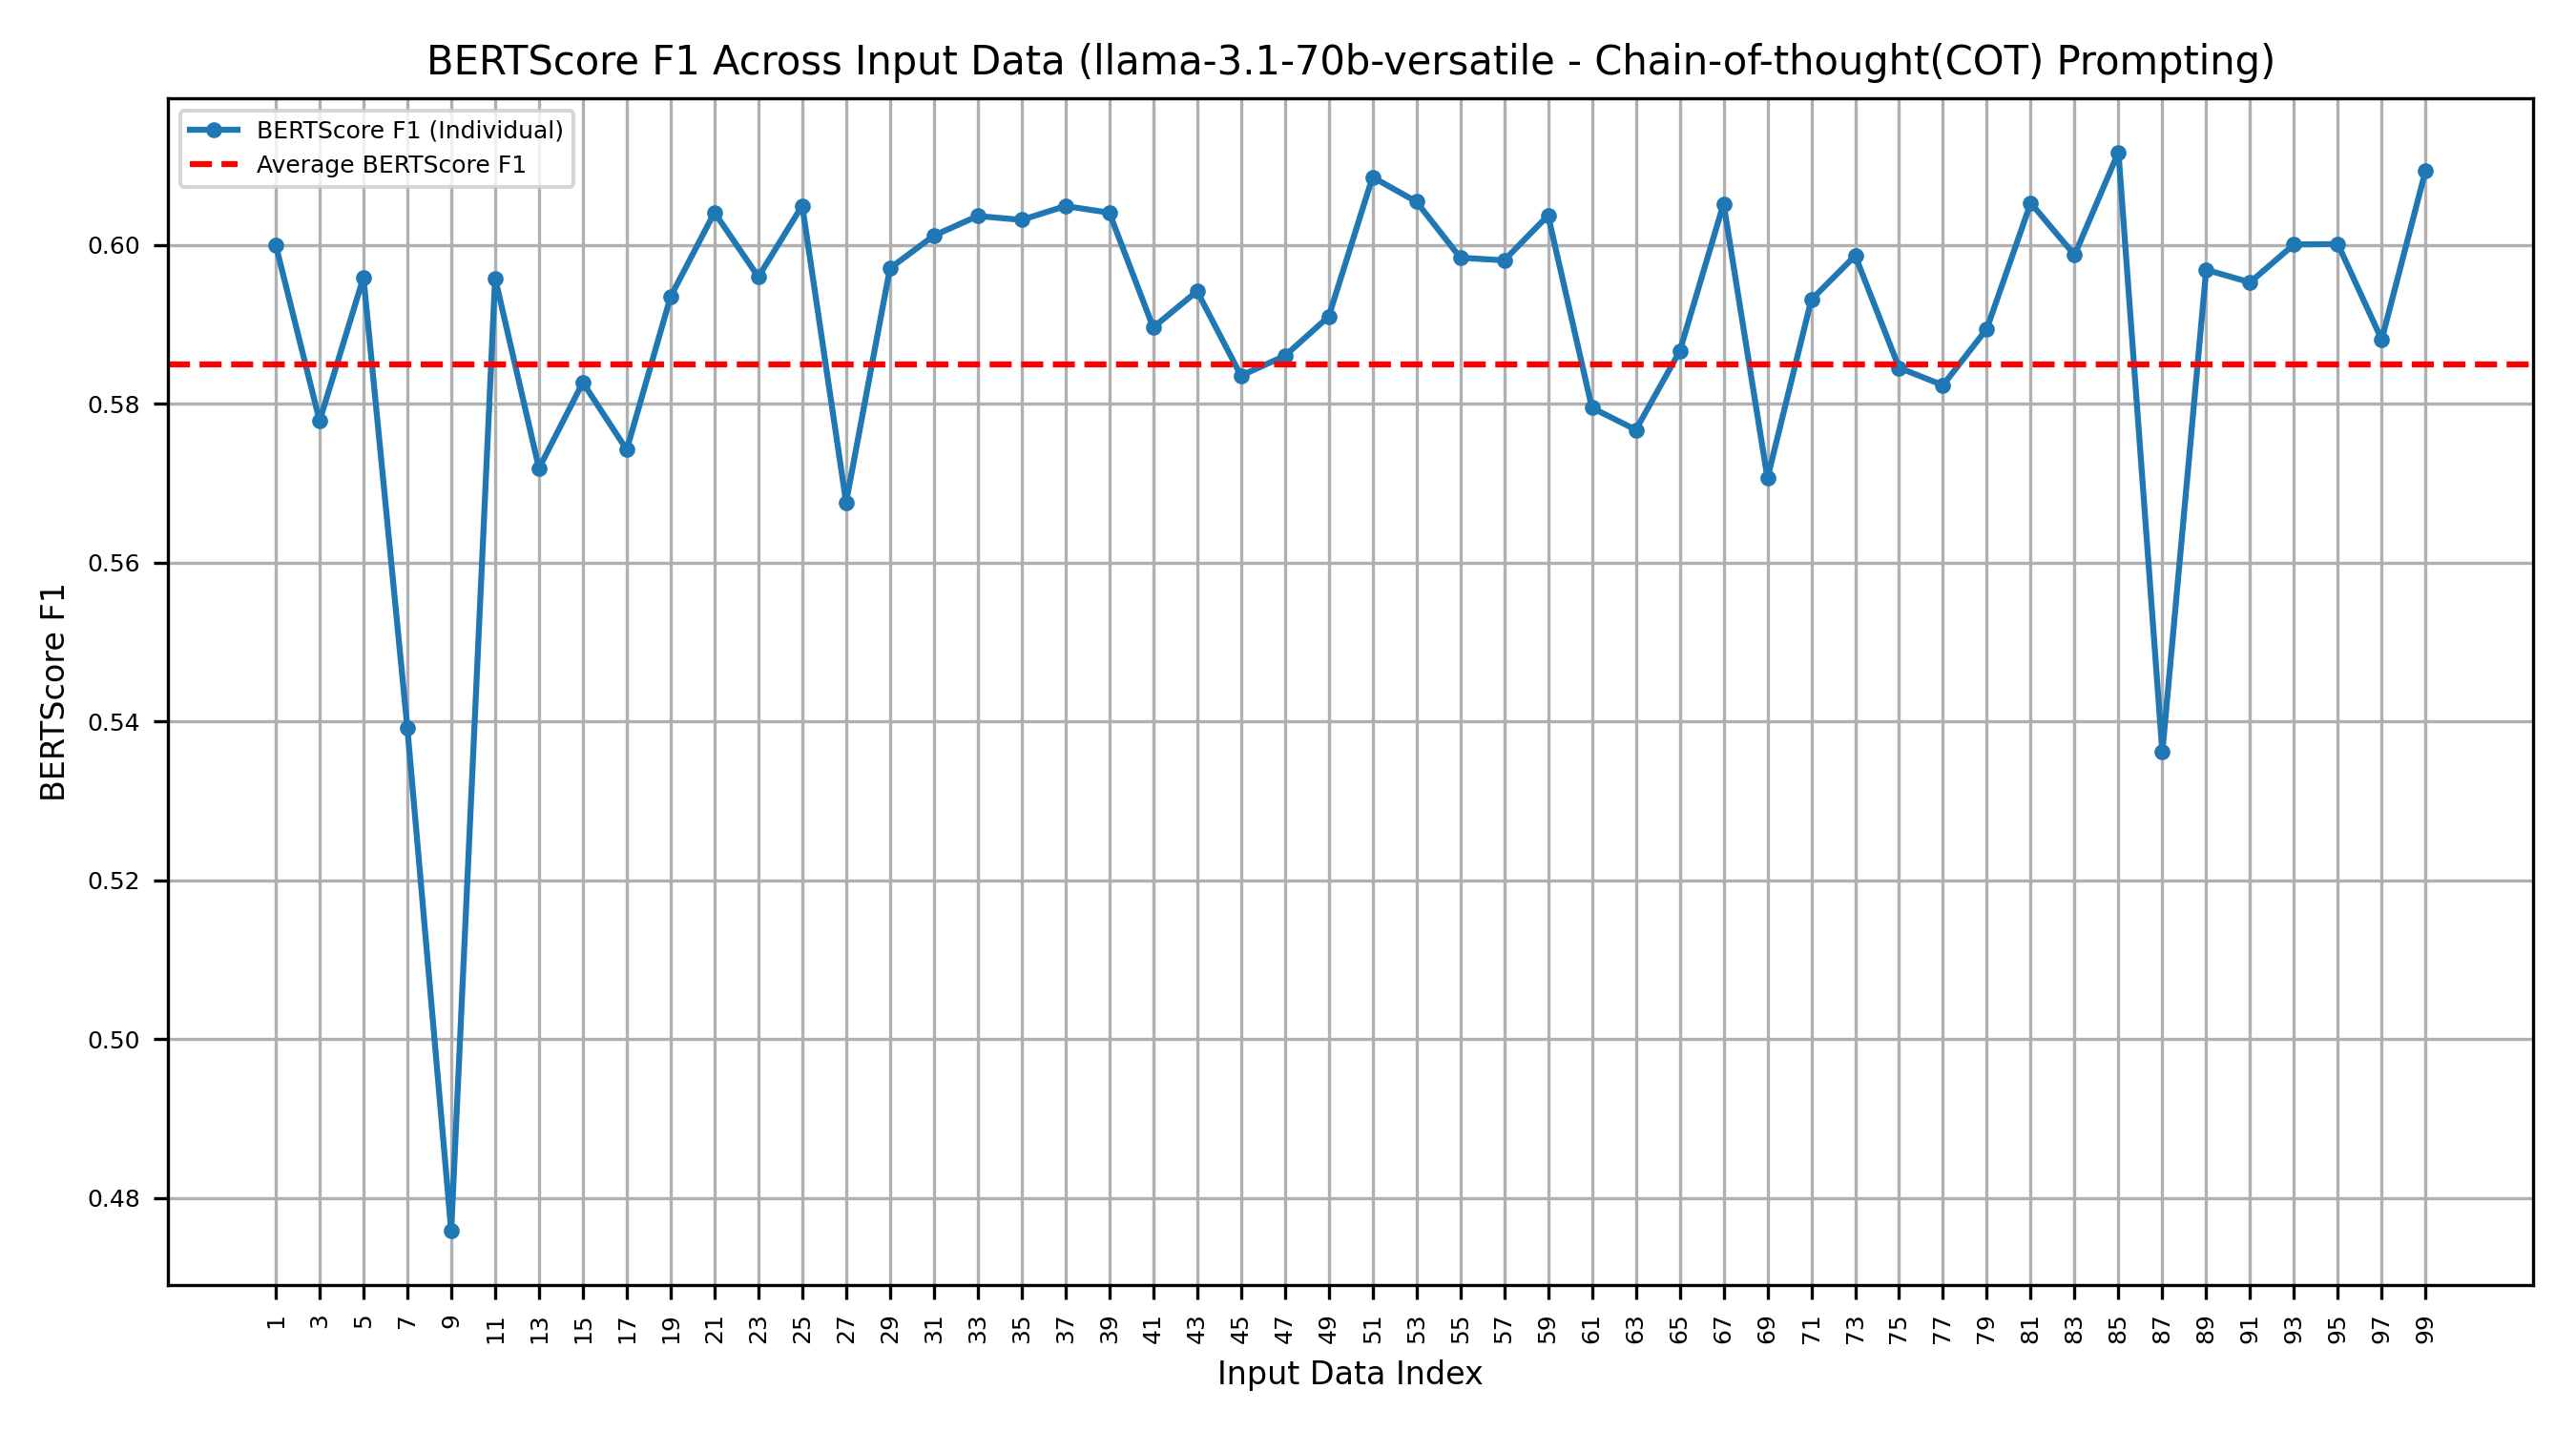 BERTScore F1 Across Input Data (llama-3.1-70b-versatile - Chain-of-thought(COT) Prompting)
BERTScore F1 (Individual)
Average BERTScore F1
BERTScore F1
0.60
0.58
0.56
0.54
0.52
0.50
0.48
1 3 5 7 9 11 13 15 17 19 21 23 25 27 29 31 33 35 37 39 41 43 45 47 49 51 53 55 57 59 61 63 65 67 69 71 73 75 77 79 81 83 85 87 89 91 93 95 97 99
Input Data Index